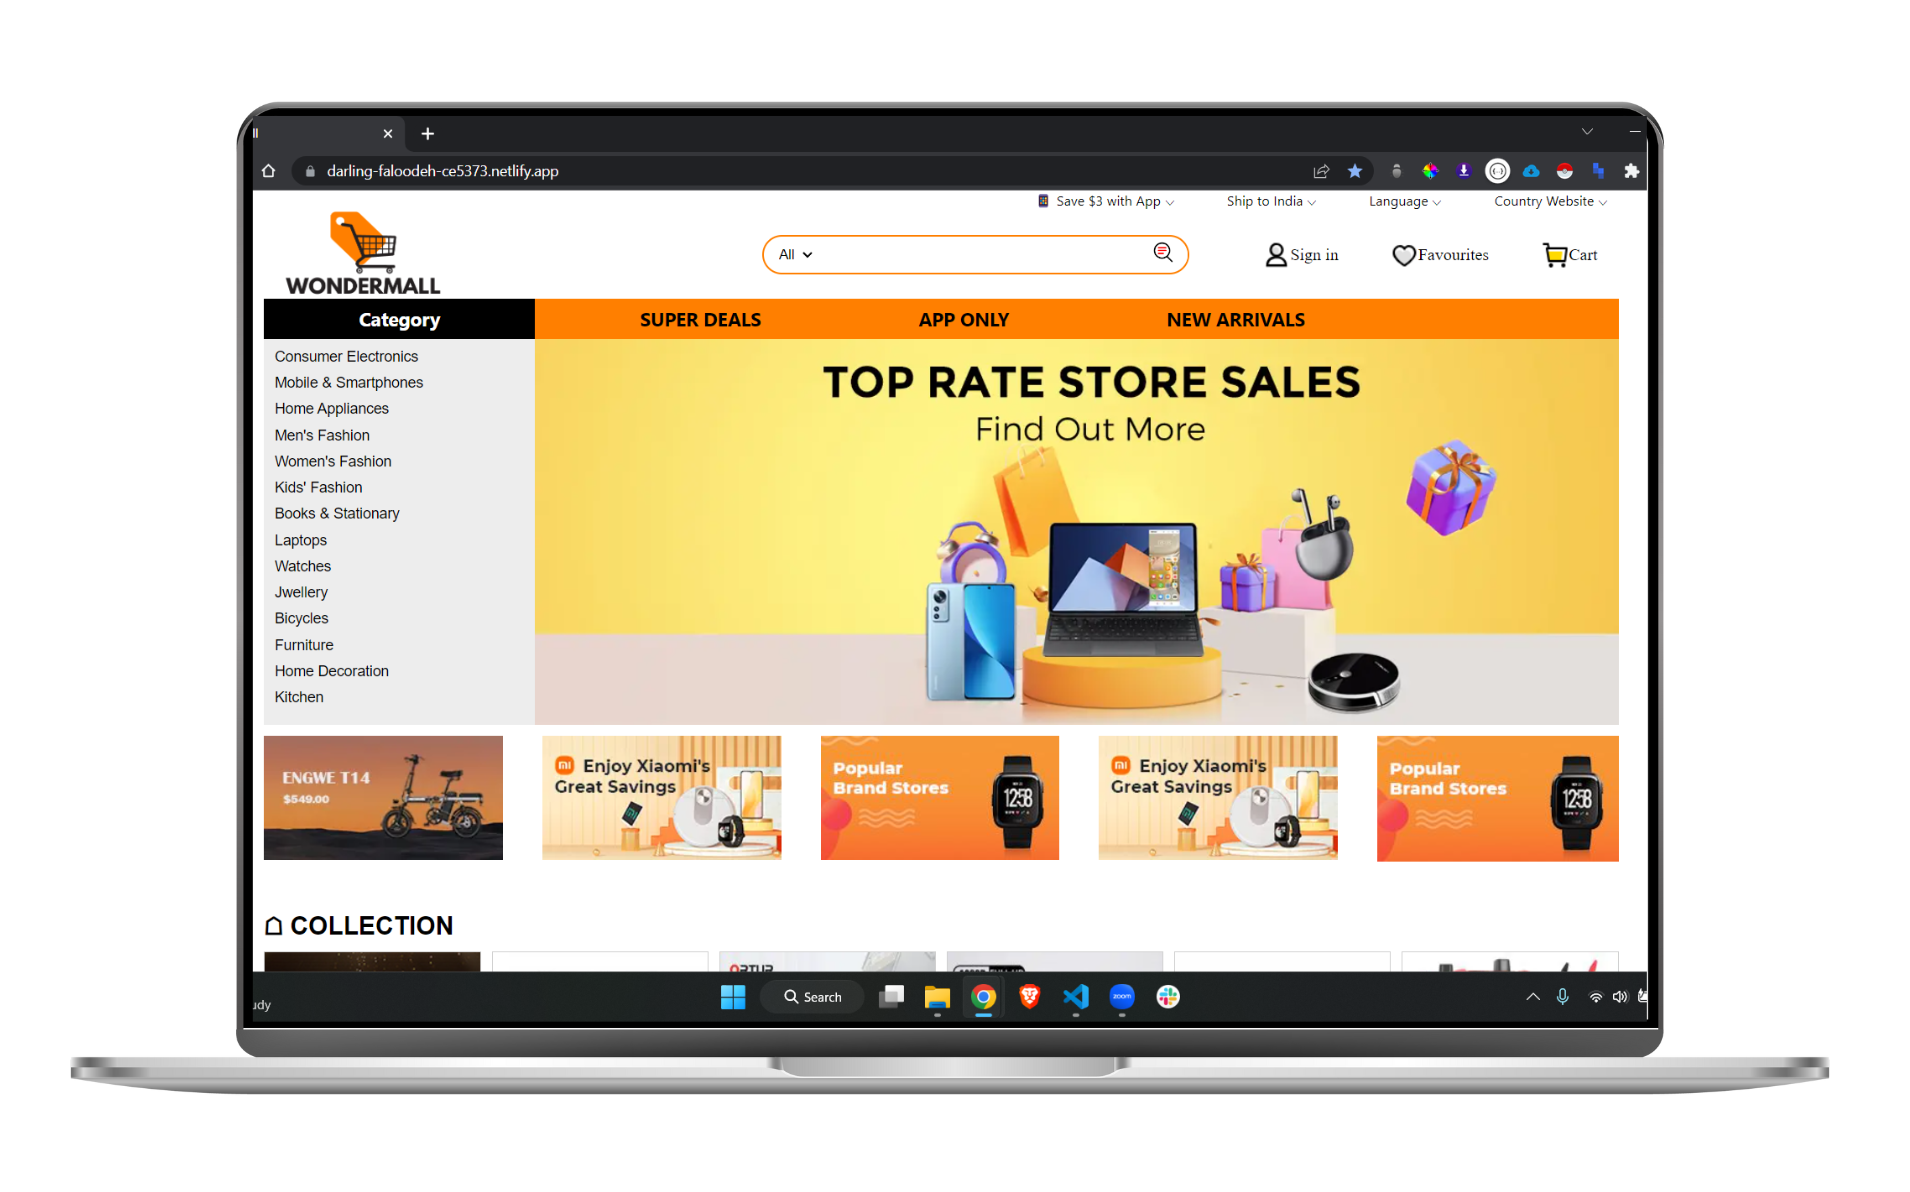 darling-faloodeh-ce5373.netlify.app
Save $3 with App
Ship to India
Language
Country Website
WONDERMALL
All
Sign in
Favourites
Cart
Category
SUPER DEALS
APP ONLY
NEW ARRIVALS
Consumer Electronics
Mobile & Smartphones
Home Appliances
Men's Fashion
Women's Fashion
Kids' Fashion
Books & Stationary
Laptops
Watches
Jwellery
Bicycles
Furniture
Home Decoration
Kitchen
TOP RATE STORE SALES
Find Out More
ENGWE T14
$549.00
Enjoy Xiaomi's
Great Savings
Popular
Brand Stores
12:58
Enjoy Xiaomi's
Great Savings
Popular
Brand Stores
12:58
COLLECTION
Search
zoom